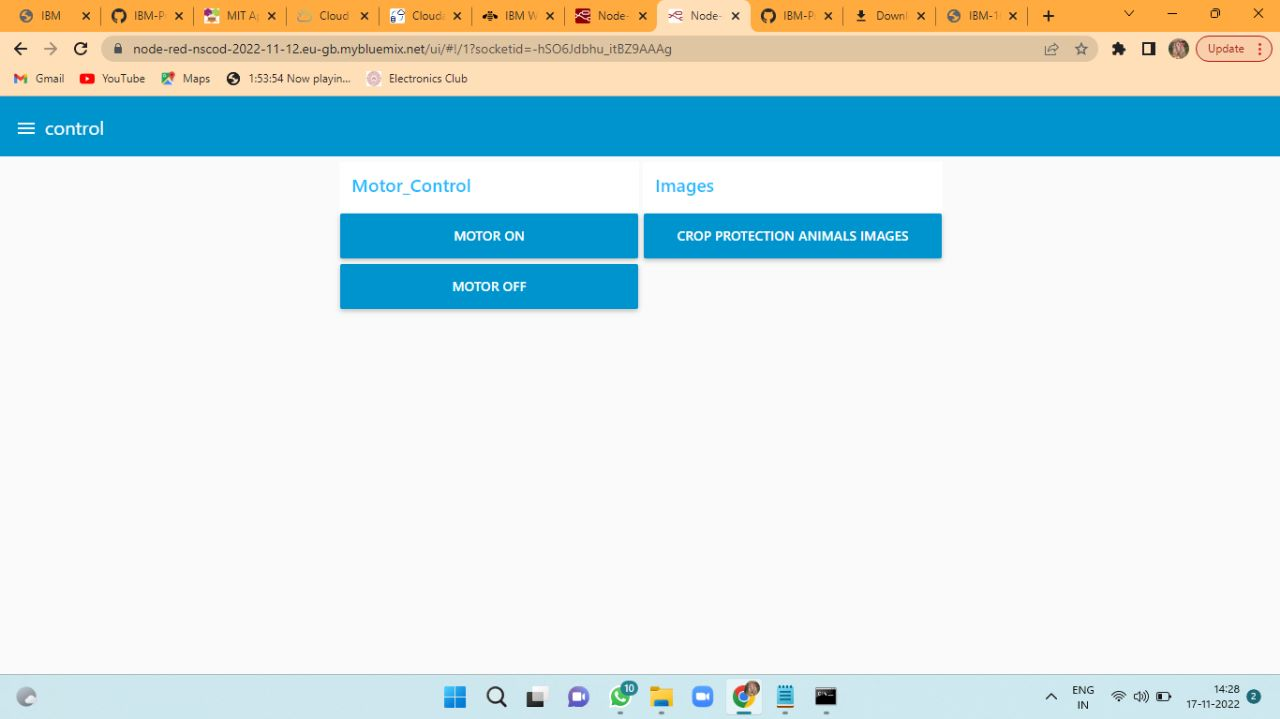 IBM
IBM-P
MIT Ap
Cloud
Cloud
IBM W
Node-
Node-
IBM-P
Downl
IBM-1
node-red-nscod-2022-11-12.eu-gb.mybluemix.net/ui/#!/1?socketid=-hSO6Jdbhu_itBZ9AAAg
Update
Gmail
YouTube
Maps
1:53:54 Now playin...
Electronics Club
control
Motor_Control
Images
MOTOR ON
CROP PROTECTION ANIMALS IMAGES
MOTOR OFF
10
ENG
IN
14:28
17-11-2022
2